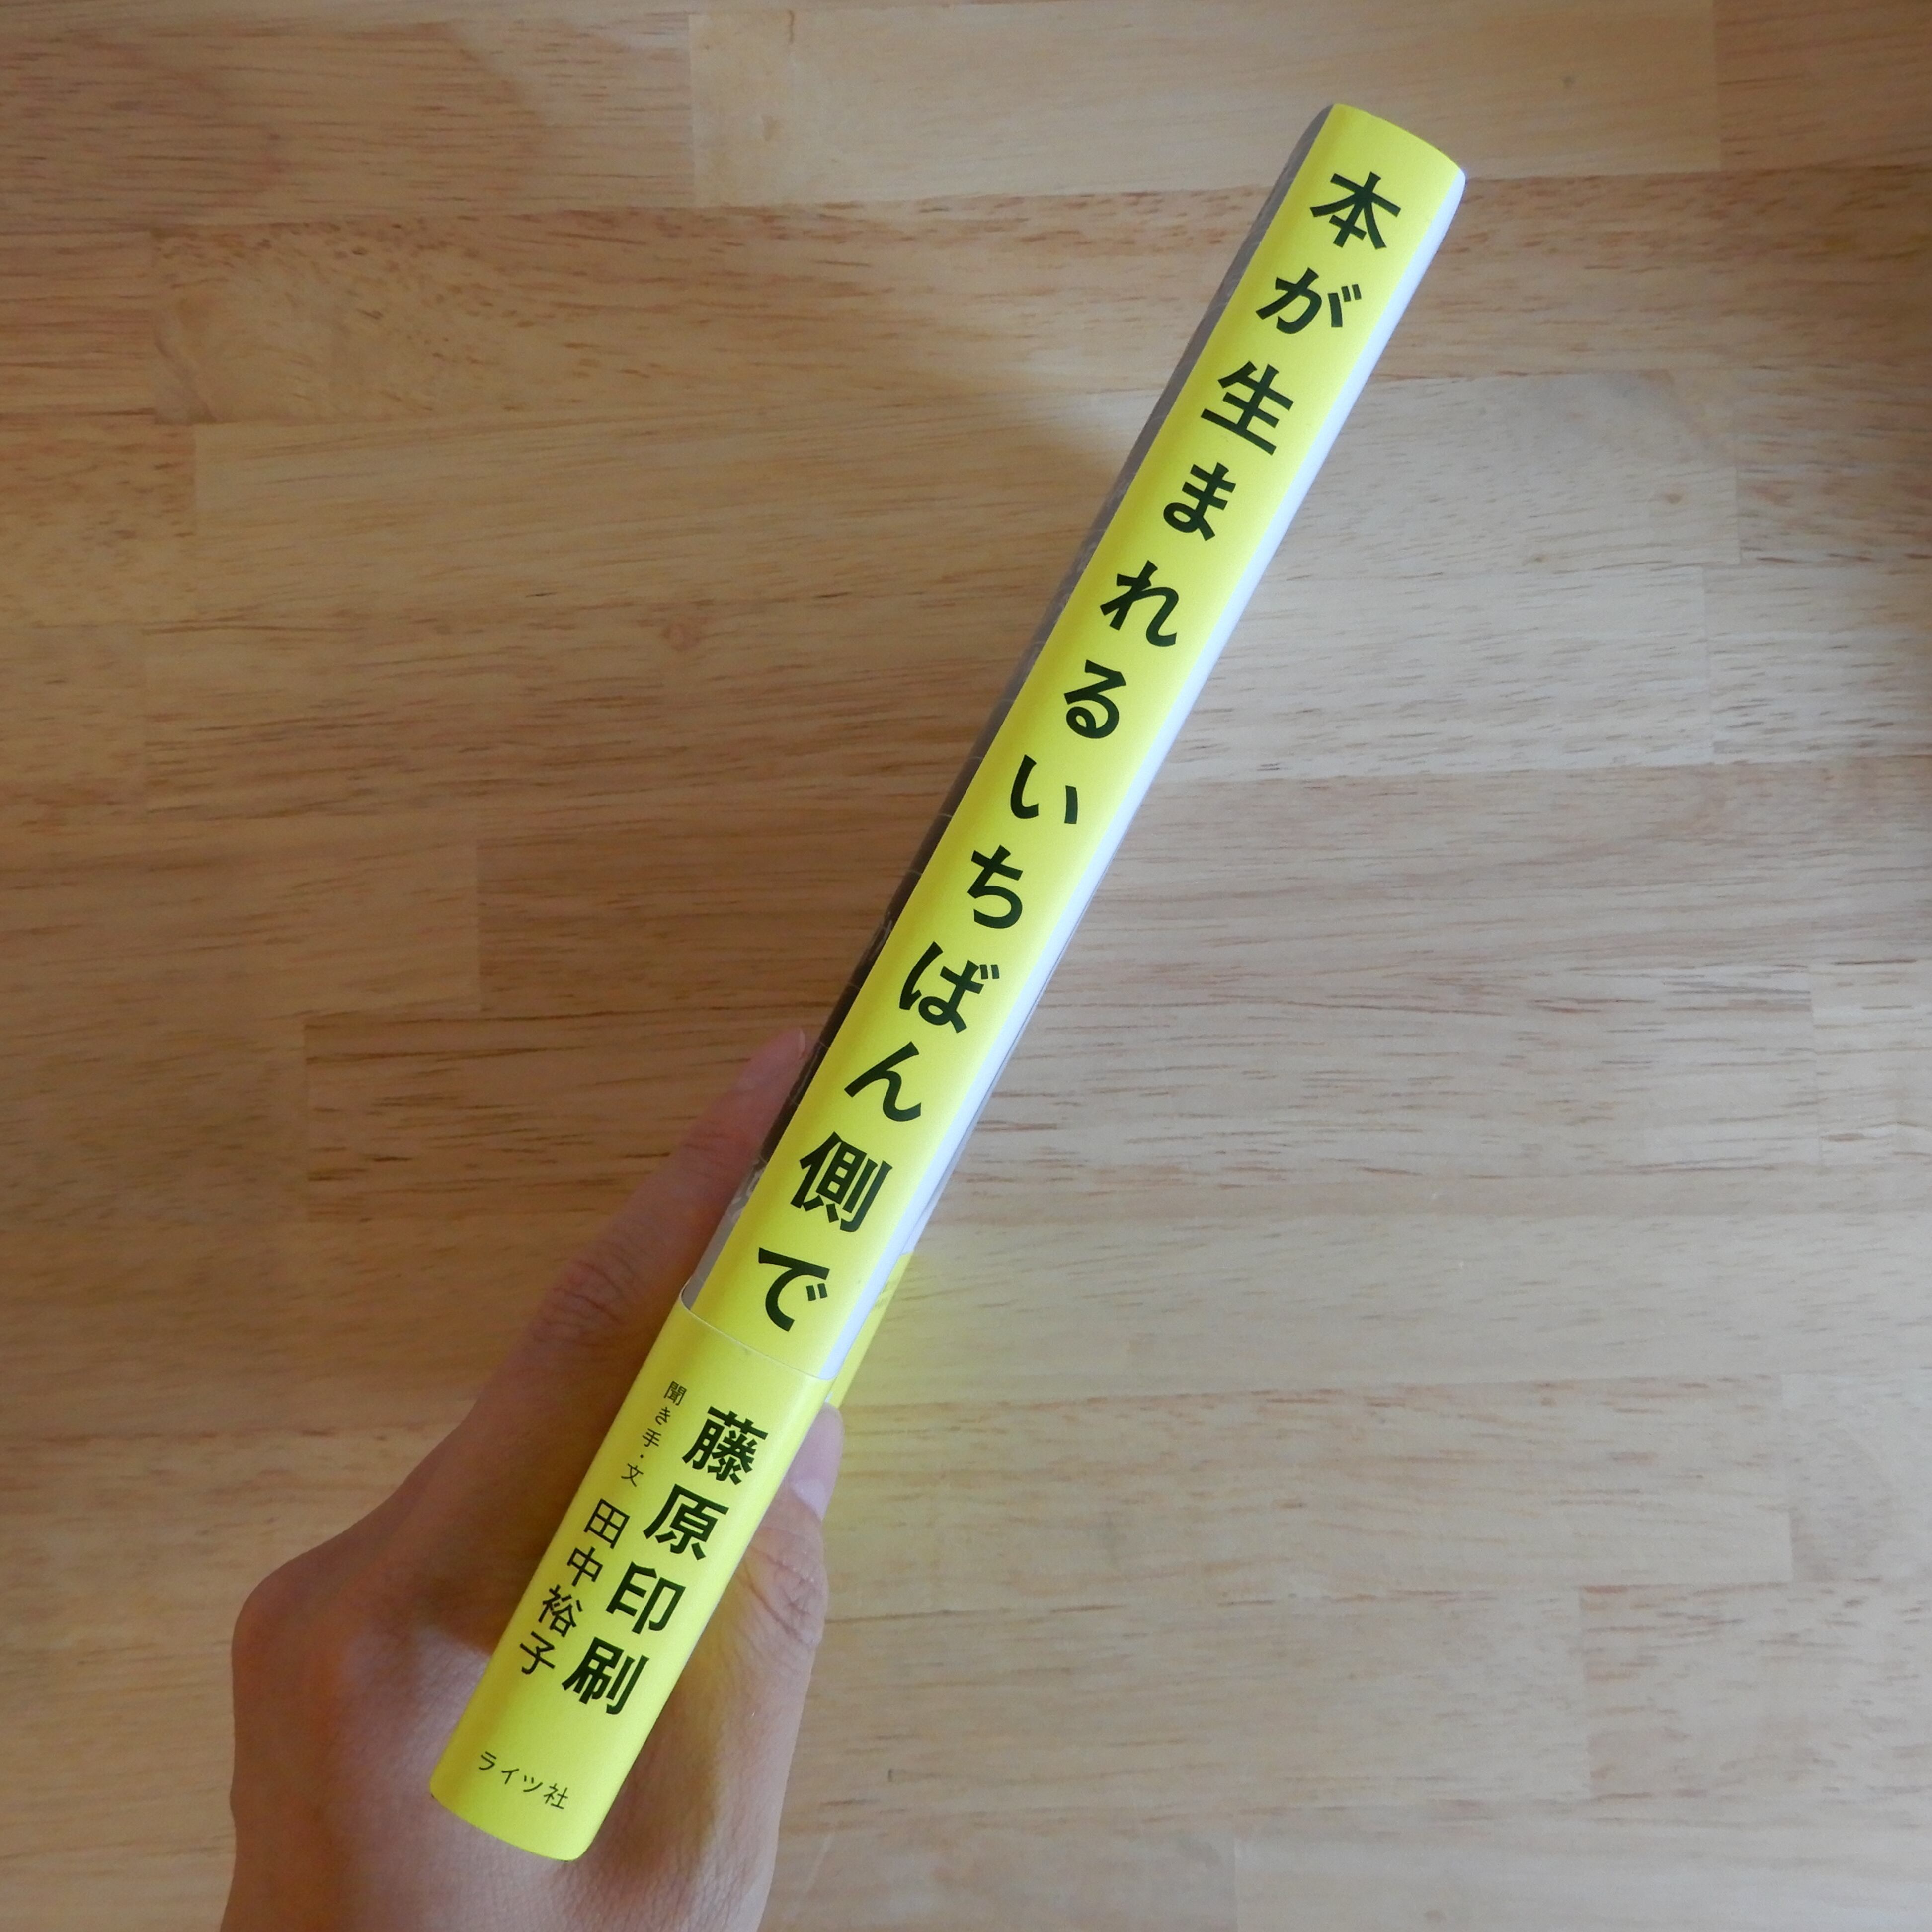 本が生まれるいちばん側で
藤原印刷
聞き手・文 田中裕子
ライツ社